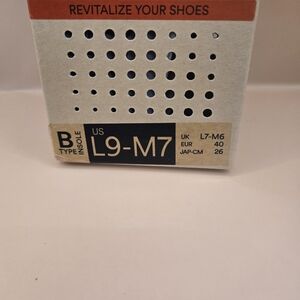 REVITALIZE YOUR SHOES
B
TYPE
INSOLE
US
L9-M7
UK L7-M6
EUR 40
JAP-CM 26